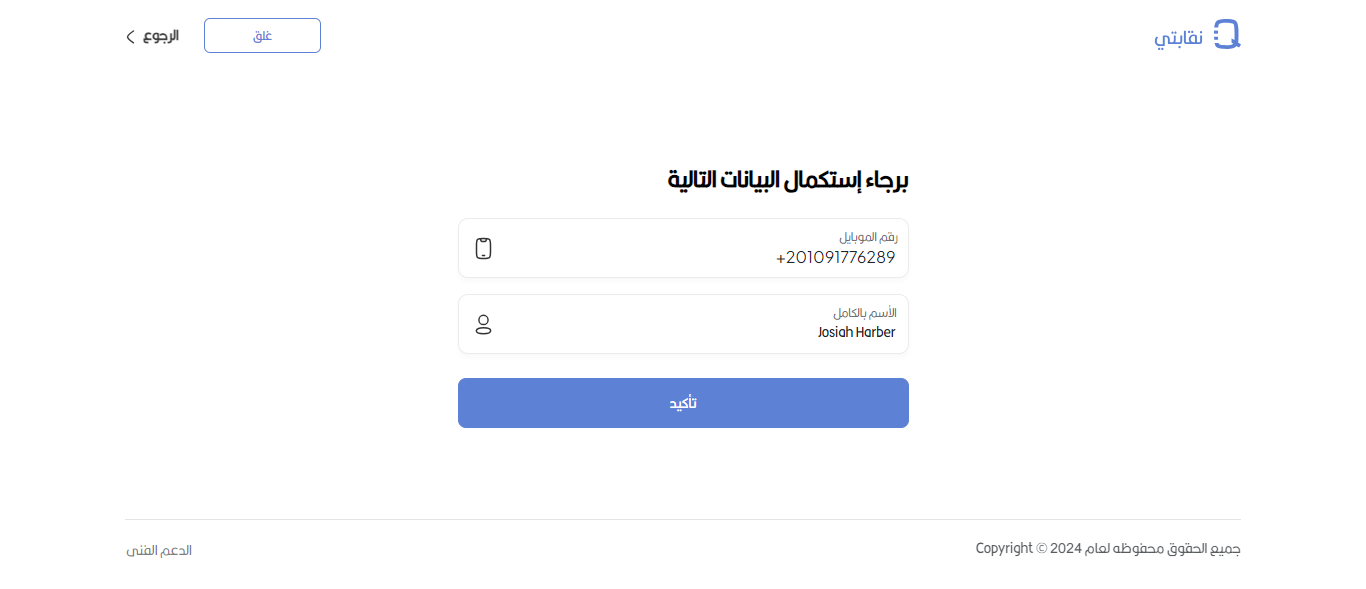 نقابتي
غلق
الرجوع
برجاء إستكمال البيانات التالية
رقم الموبايل
+201091776289
الأسم بالكامل
Josiah Harber
تأكيد
جميع الحقوق محفوظه لعام 2024 © Copyright
الدعم الفنى